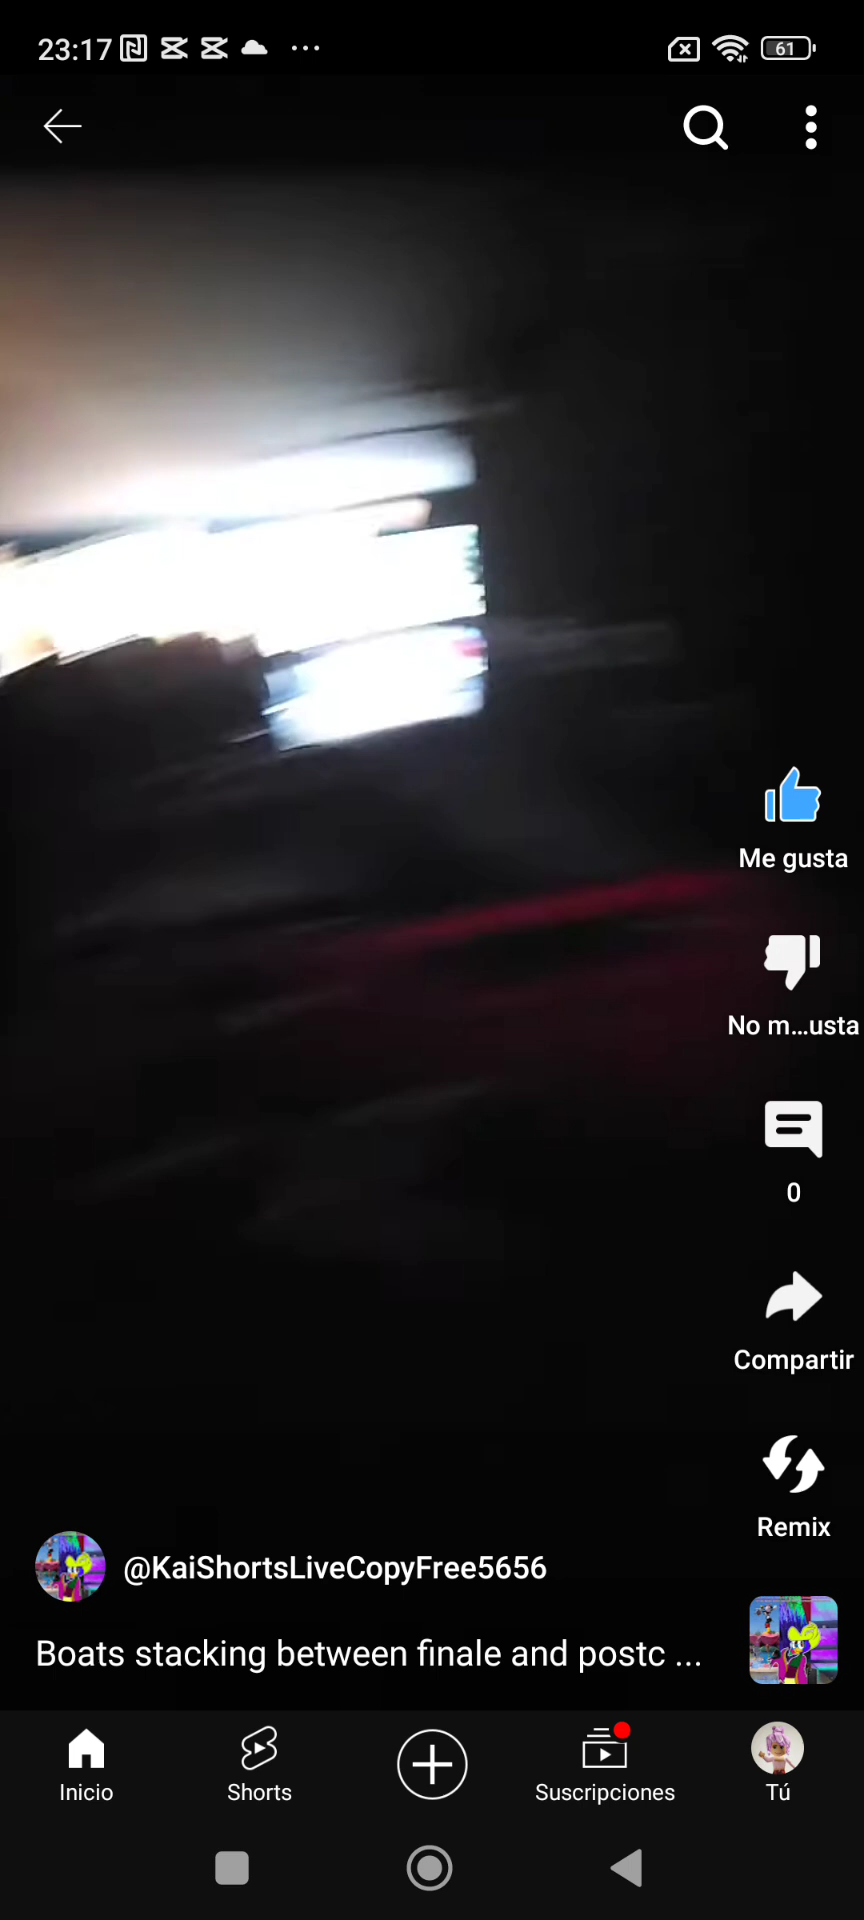 23:17
61
Me gusta
No m...usta
0
Compartir
Remix
@KaiShortsLiveCopyFree5656
Boats stacking between finale and postc ...
Inicio
Shorts
Suscripciones
Tú